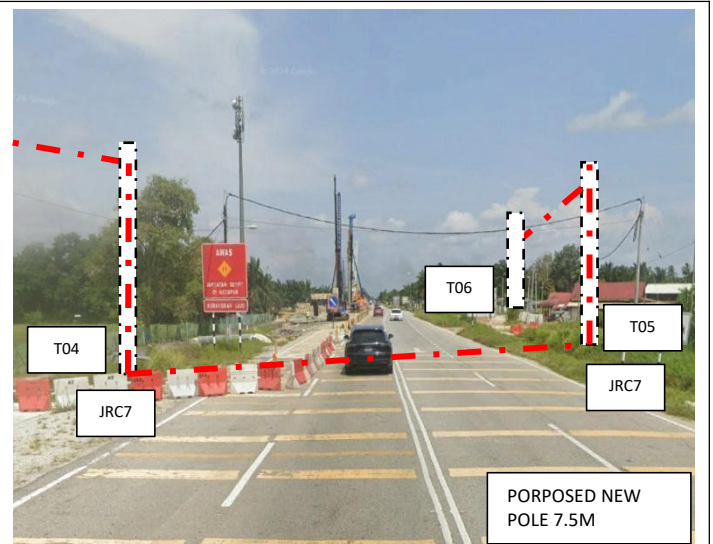 AWAS
T06
T04
T05
JRC7
JRC7
PORPOSED NEW
POLE 7.5M